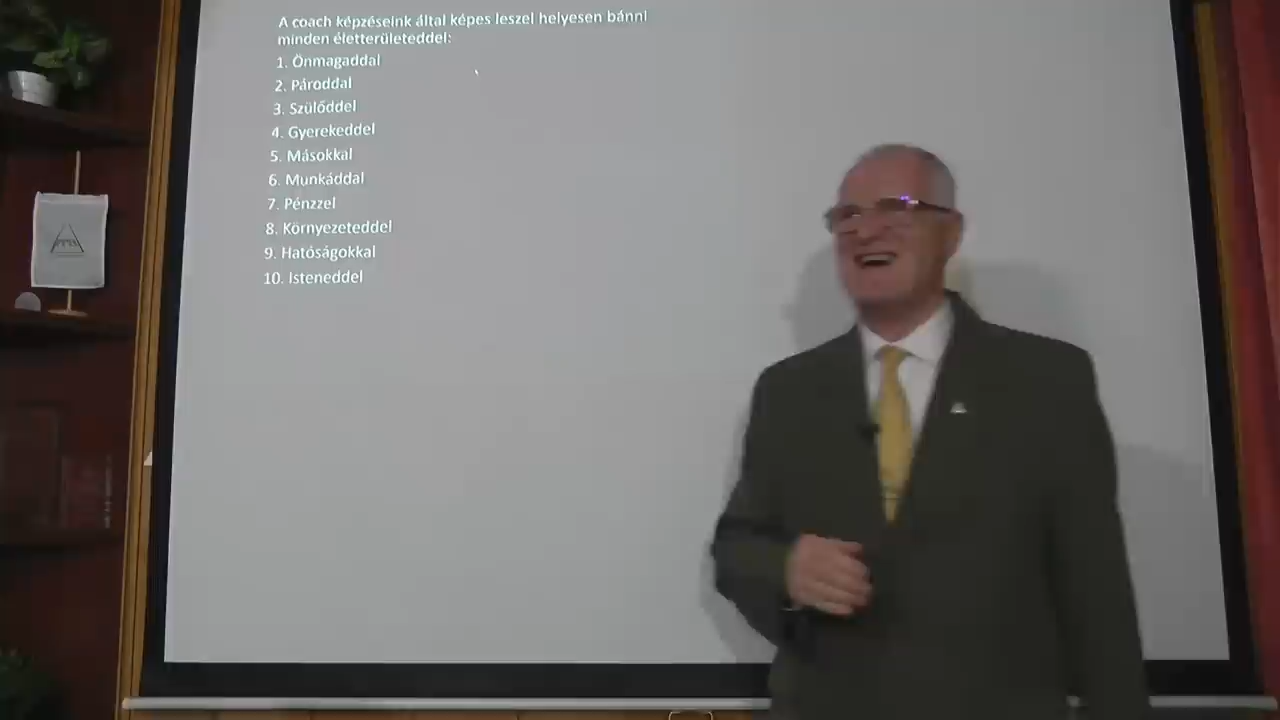 A coach képzéseink által képes leszel helyesen bánni
minden életterületeddel:
1. Önmagaddal
2. Pároddal
3. Szülőddel
4. Gyerekeddel
5. Másokkal
6. Munkáddal
7. Pénzzel
8. Környezeteddel
9. Hatóságokkal
10. Isteneddel